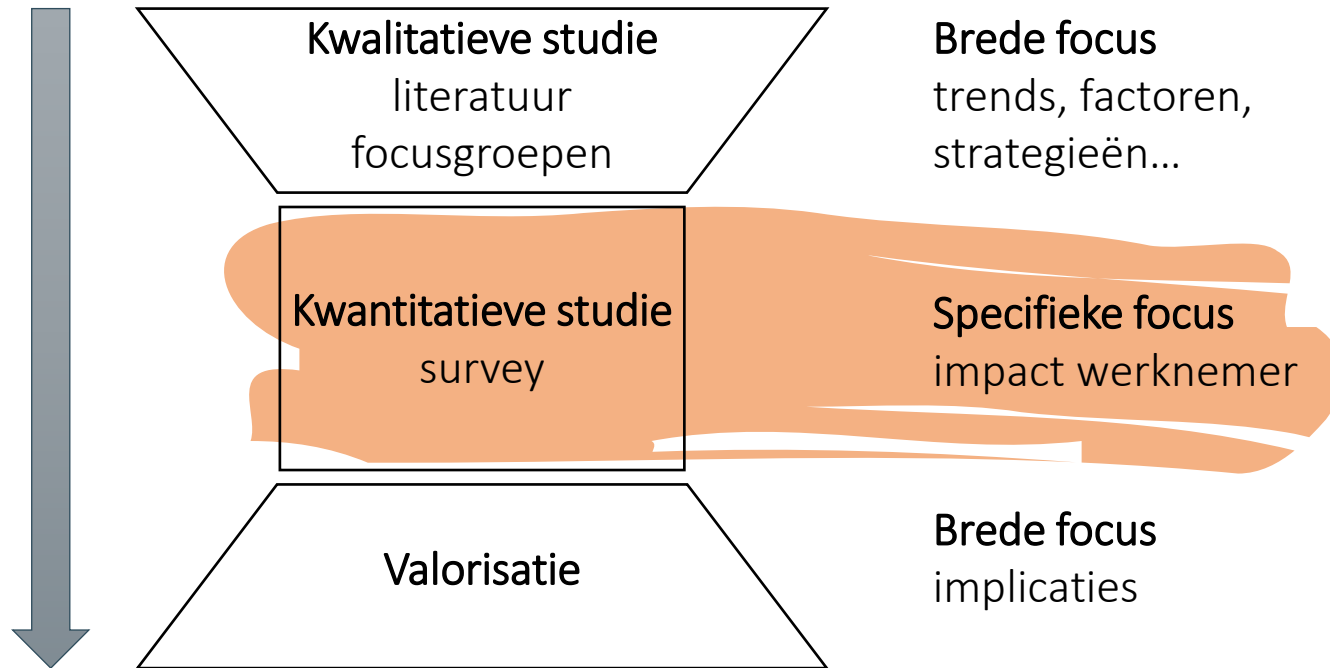 Kwalitatieve studie
literatuur
focusgroepen
Brede focus
trends, factoren,
strategieën…
Kwantitatieve studie
survey
Specifieke focus
impact werknemer
Valorisatie
Brede focus
implicaties